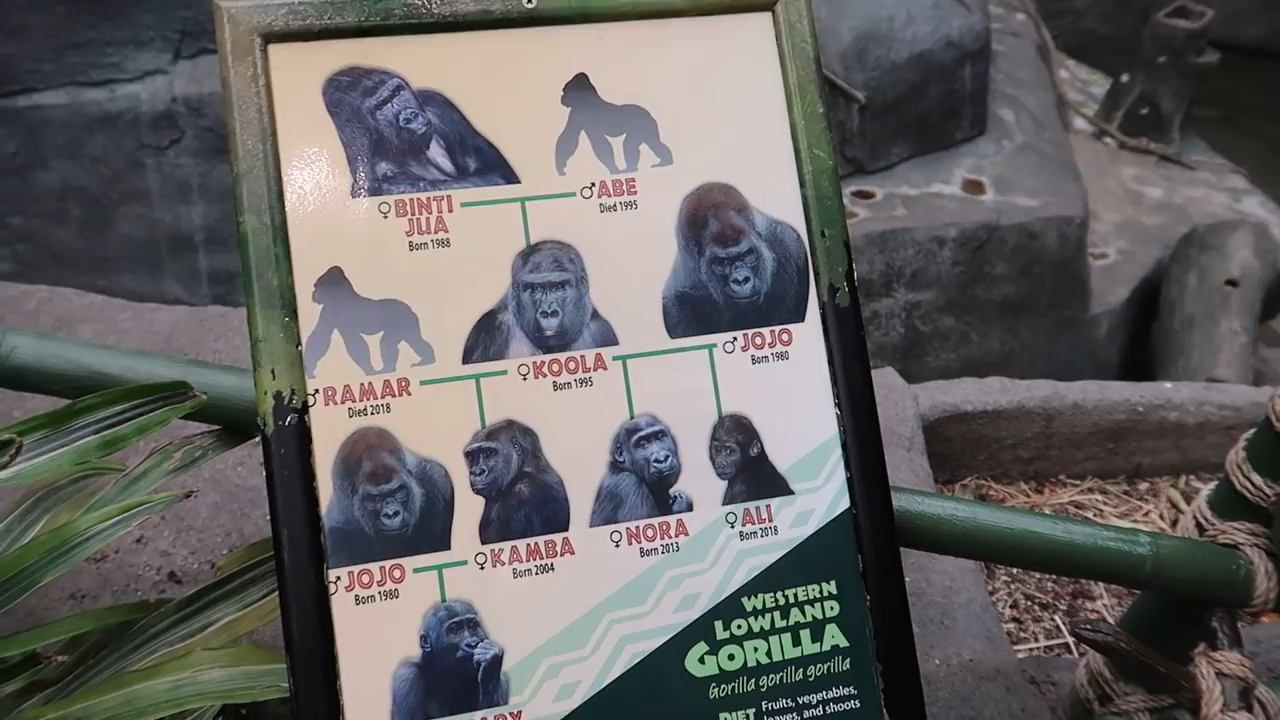 ♀BINTI
JUA
Born 1988
♂ABE
Died 1995
♂RAMAR
Died 2018
♀KOOLA
Born 1995
♂JOJO
Born 1980
♂JOJO
Born 1980
♀KAMBA
Born 2004
♀NORA
Born 2013
♀ALI
Born 2018
WESTERN
LOWLAND
GORILLA
Gorilla gorilla gorilla
DIET Fruits, vegetables,
leaves, and shoots